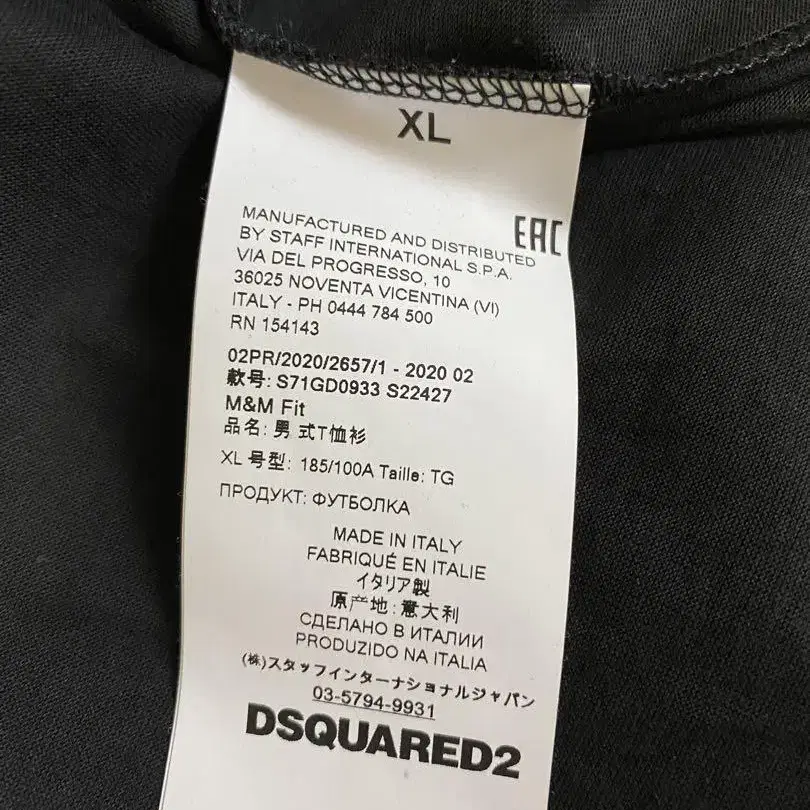 XL
EAC
MANUFACTURED AND DISTRIBUTED
BY STAFF INTERNATIONAL S.P.A.
VIA DEL PROGRESSO, 10
36025 NOVENTA VICENTINA (VI)
ITALY - PH 0444 784 500
RN 154143
02PR/2020/2657/1 - 2020 02
款号: S71GD0933 S22427
M&M Fit
品名: 男 式T恤衫
XL 号型: 185/100A Taille: TG
ПРОДУКТ: ФУТБОЛКА
MADE IN ITALY
FABRIQUÉ EN ITALIE
イタリア製
原产地: 意大利
СДЕЛАНО В ИТАЛИИ
PRODUZIDO NA ITALIA
(株)スタッフインターナショナルジャパン
03-5794-9931
DSQUARED2